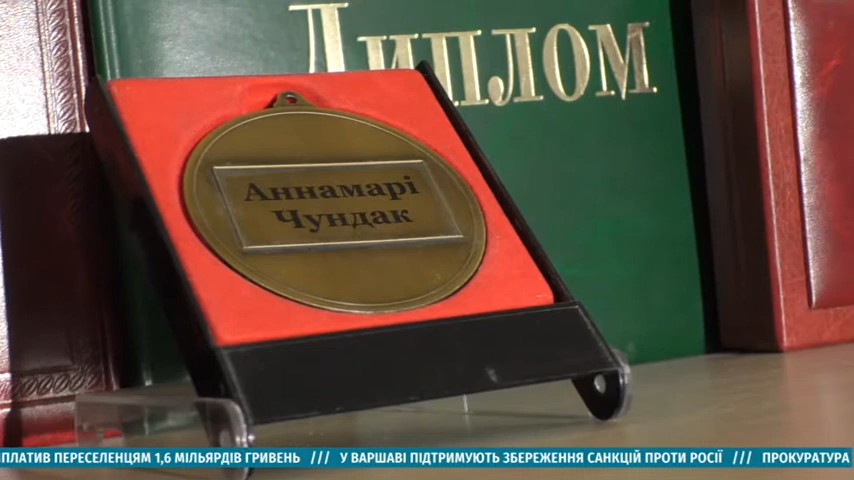 Диплом
Аннамарі
Чундак
ПЛАТИВ ПЕРЕСЕЛЕНЦЯМ 1,6 МІЛЬЯРДІВ ГРИВЕНЬ /// У ВАРШАВІ ПІДТРИМУЮТЬ ЗБЕРЕЖЕННЯ САНКЦІЙ ПРОТИ РОСІЇ /// ПРОКУРАТУРА